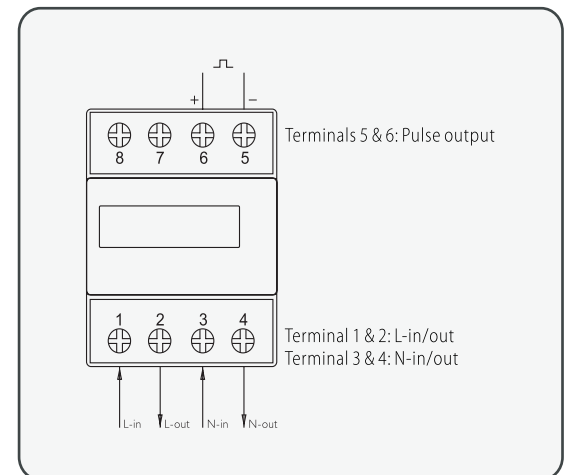 + −
8 7 6 5
Terminals 5 & 6: Pulse output
1 2 3 4
Terminal 1 & 2: L-in/out
Terminal 3 & 4: N-in/out
L-in L-out N-in N-out